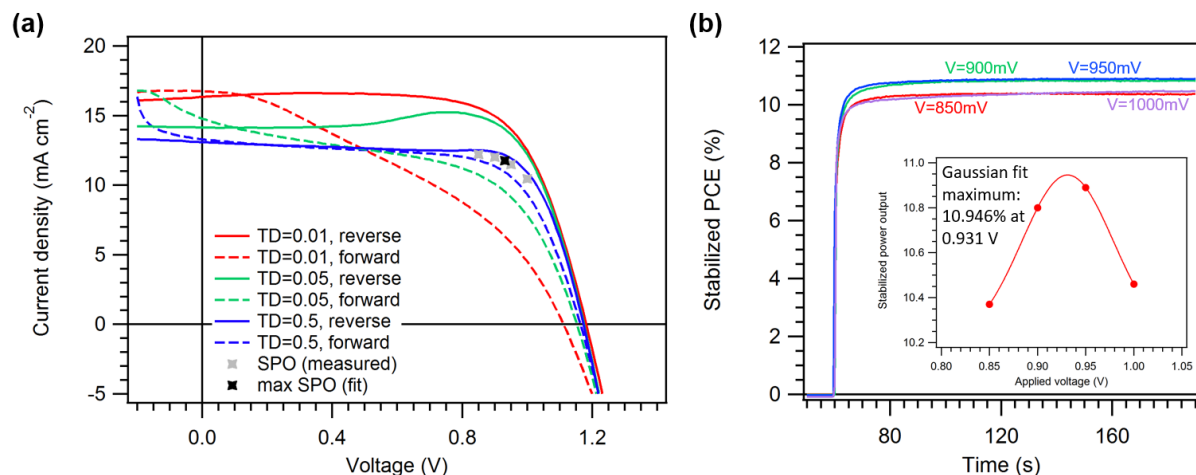 (a)
20
15
10
5
0
-5
Current density (mA cm⁻²)
TD=0.01, reverse
TD=0.01, forward
TD=0.05, reverse
TD=0.05, forward
TD=0.5, reverse
TD=0.5, forward
SPO (measured)
max SPO (fit)
0.0 0.4 0.8 1.2
Voltage (V)
(b)
12
10
8
6
4
2
0
Stabilized PCE (%)
V=900mV V=950mV
V=850mV V=1000mV
Gaussian fit
maximum:
10.946% at
0.931 V
11.0
10.8
10.6
10.4
10.2
Stabilized power output
0.80 0.85 0.90 0.95 1.00 1.05
Applied voltage (V)
80 120 160
Time (s)